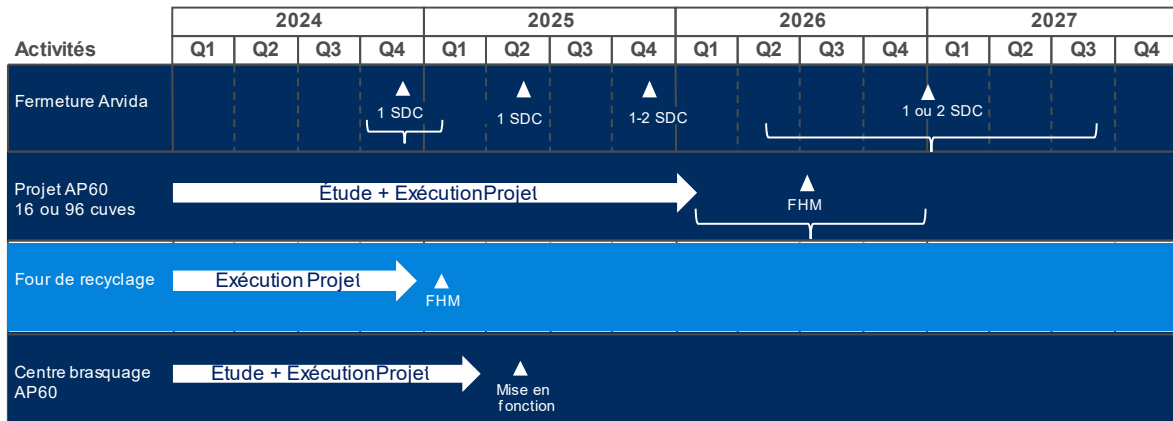 2024 2025 2026 2027
Activités Q1 Q2 Q3 Q4 Q1 Q2 Q3 Q4 Q1 Q2 Q3 Q4 Q1 Q2 Q3 Q4
Fermeture Arvida
1 SDC 1 SDC 1-2 SDC 1 ou 2 SDC
Projet AP60
16 ou 96 cuves
Étude + ExécutionProjet
FHM
Four de recyclage
Exécution Projet
FHM
Centre brasquage
AP60
Étude + ExécutionProjet
Mise en
fonction